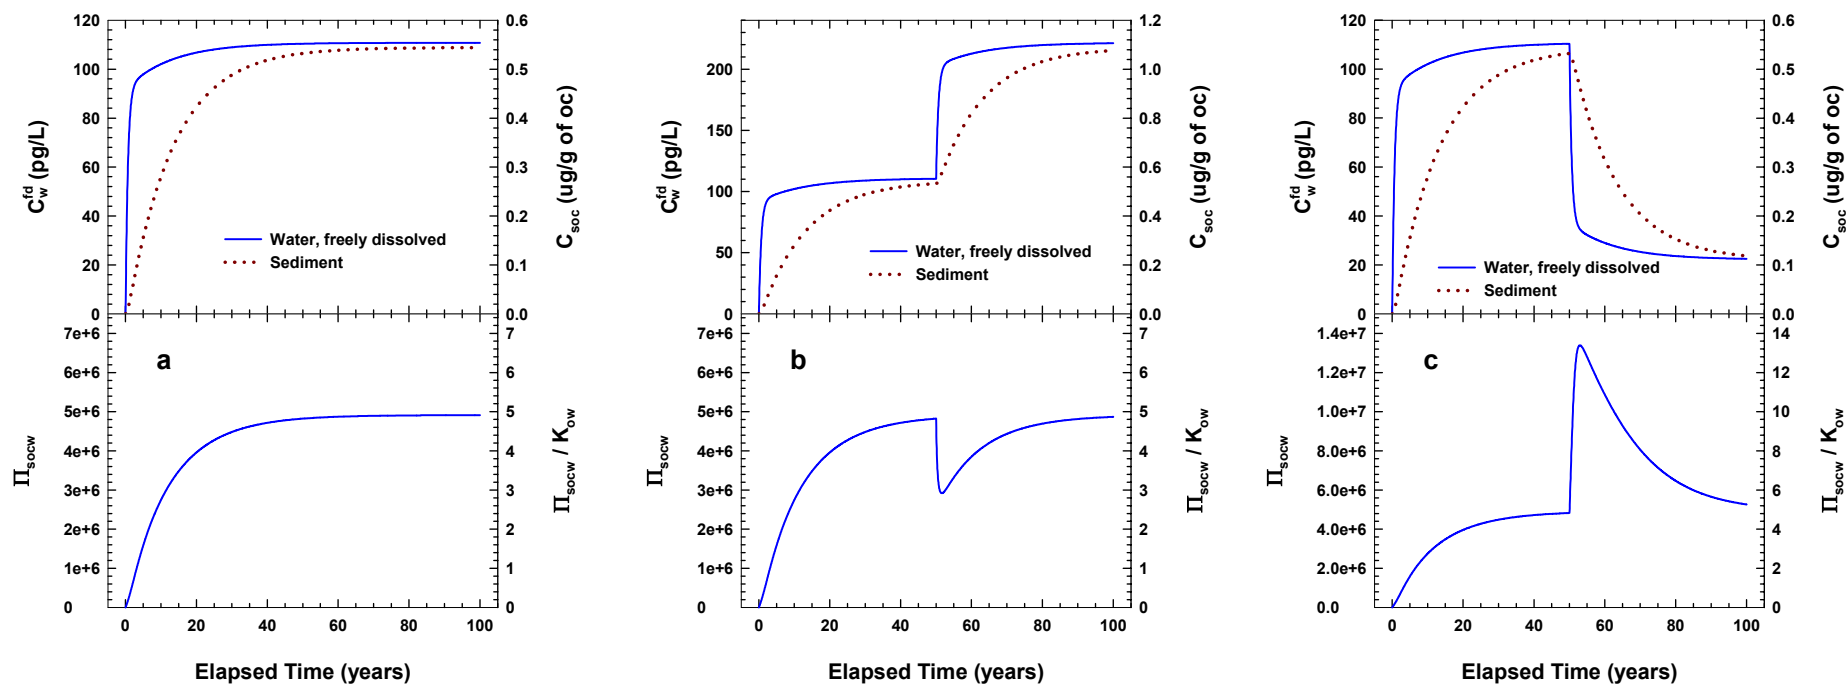 120
100
80
60
40
20
0
C_w^fd (pg/L)
0.6
0.5
0.4
0.3
0.2
0.1
0.0
C_soc (ug/g of oc)
Water, freely dissolved
Sediment
7e+6
6e+6
5e+6
4e+6
3e+6
2e+6
1e+6
0
Π_socw
a
7
6
5
4
3
2
1
0
Π_socw / K_ow
0 20 40 60 80 100
Elapsed Time (years)
200
150
100
50
0
C_w^fd (pg/L)
1.2
1.0
0.8
0.6
0.4
0.2
0.0
C_soc (ug/g of oc)
Water, freely dissolved
Sediment
7e+6
6e+6
5e+6
4e+6
3e+6
2e+6
1e+6
0
Π_socw
b
7
6
5
4
3
2
1
0
Π_socw / K_ow
0 20 40 60 80 100
Elapsed Time (years)
120
100
80
60
40
20
0
C_w^fd (pg/L)
0.6
0.5
0.4
0.3
0.2
0.1
0.0
C_soc (ug/g of oc)
Water, freely dissolved
Sediment
1.4e+7
1.2e+7
1.0e+7
8.0e+6
6.0e+6
4.0e+6
2.0e+6
0.0
Π_socw
c
14
12
10
8
6
4
2
0
Π_socw / K_ow
0 20 40 60 80 100
Elapsed Time (years)